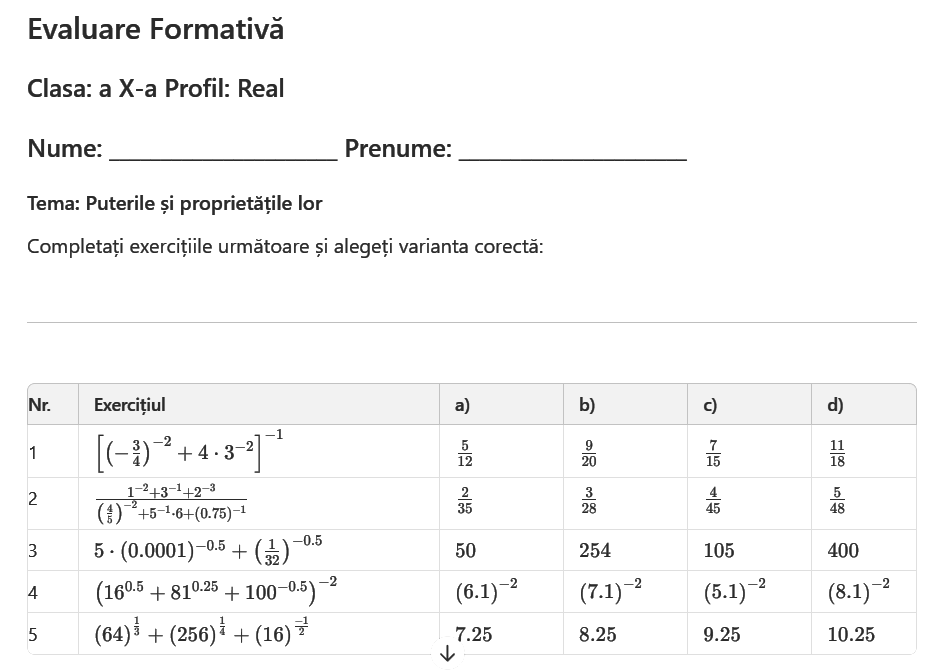 Evaluare Formativă
Clasa: a X-a Profil: Real
Nume: ____________________ Prenume: ____________________
Tema: Puterile și proprietățile lor
Completați exercițiile următoare și alegeți varianta corectă:
Nr. Exercițiul a) b) c) d)
1 $\left[\left(-\frac{3}{4}\right)^{-2}+4\cdot 3^{-2}\right]^{-1}$ $\frac{5}{12}$ $\frac{9}{20}$ $\frac{7}{15}$ $\frac{11}{18}$
2 $\frac{1^{-2}+3^{-1}+2^{-3}}{\left(\frac{4}{5}\right)^{-2}+5^{-1}\cdot 6+(0.75)^{-1}}$ $\frac{2}{35}$ $\frac{3}{28}$ $\frac{4}{45}$ $\frac{5}{48}$
3 $5\cdot(0.0001)^{-0.5}+\left(\frac{1}{32}\right)^{-0.5}$ 50 254 105 400
4 $\left(16^{0.5}+81^{0.25}+100^{-0.5}\right)^{-2}$ $(6.1)^{-2}$ $(7.1)^{-2}$ $(5.1)^{-2}$ $(8.1)^{-2}$
5 $(64)^{\frac{1}{3}}+(256)^{\frac{1}{4}}+(16)^{\frac{-1}{2}}$ 7.25 8.25 9.25 10.25